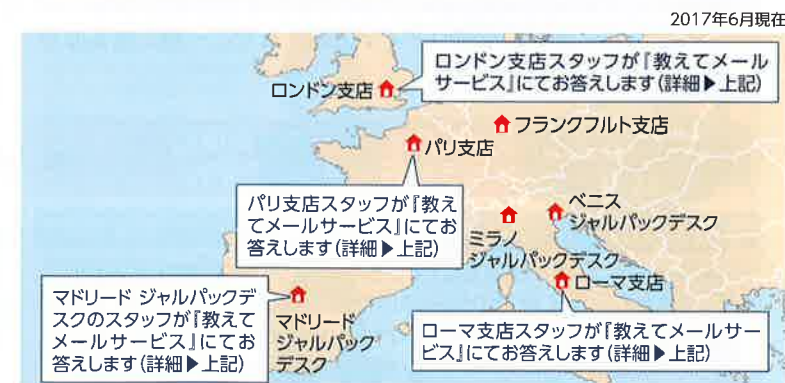 2017年6月現在
ロンドン支店
ロンドン支店スタッフが『教えてメール
サービス』にてお答えします(詳細▶上記)
フランクフルト支店
パリ支店
パリ支店スタッフが『教え
てメールサービス』にてお
答えします(詳細▶上記)
ベニス
ジャルパックデスク
ミラノ
ジャルパックデスク
ローマ支店
ローマ支店スタッフが『教えてメールサー
ビス』にてお答えします(詳細▶上記)
マドリード ジャルパックデ
スクのスタッフが『教えて
メールサービス』にてお
答えします(詳細▶上記)
マドリード
ジャルパック
デスク